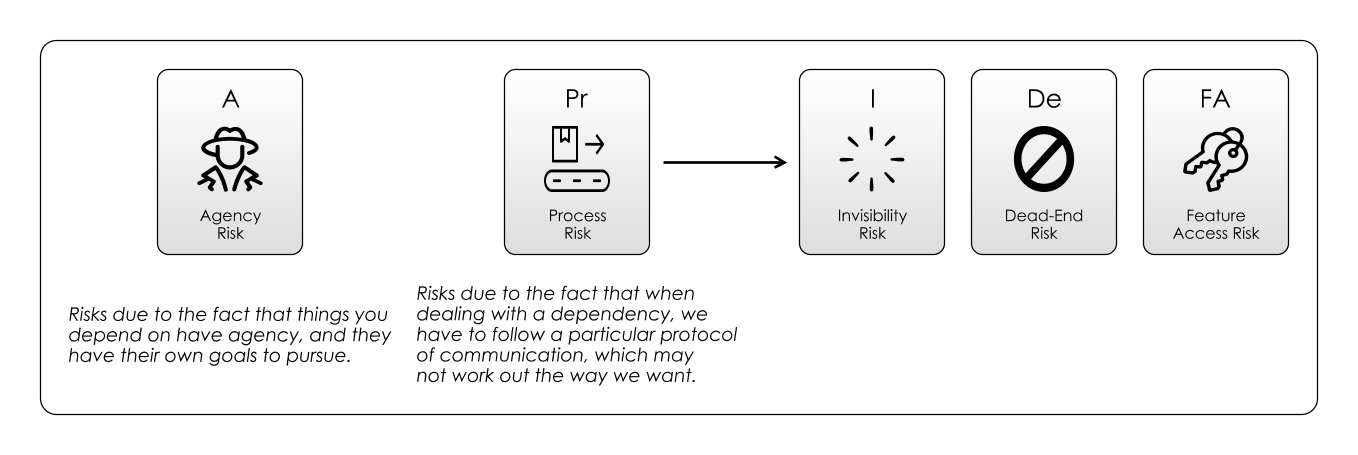 A
Agency
Risk
Risks due to the fact that things you
depend on have agency, and they
have their own goals to pursue.
Pr
Process
Risk
Risks due to the fact that when
dealing with a dependency, we
have to follow a particular protocol
of communication, which may
not work out the way we want.
I
Invisibility
Risk
De
Dead-End
Risk
FA
Feature
Access Risk